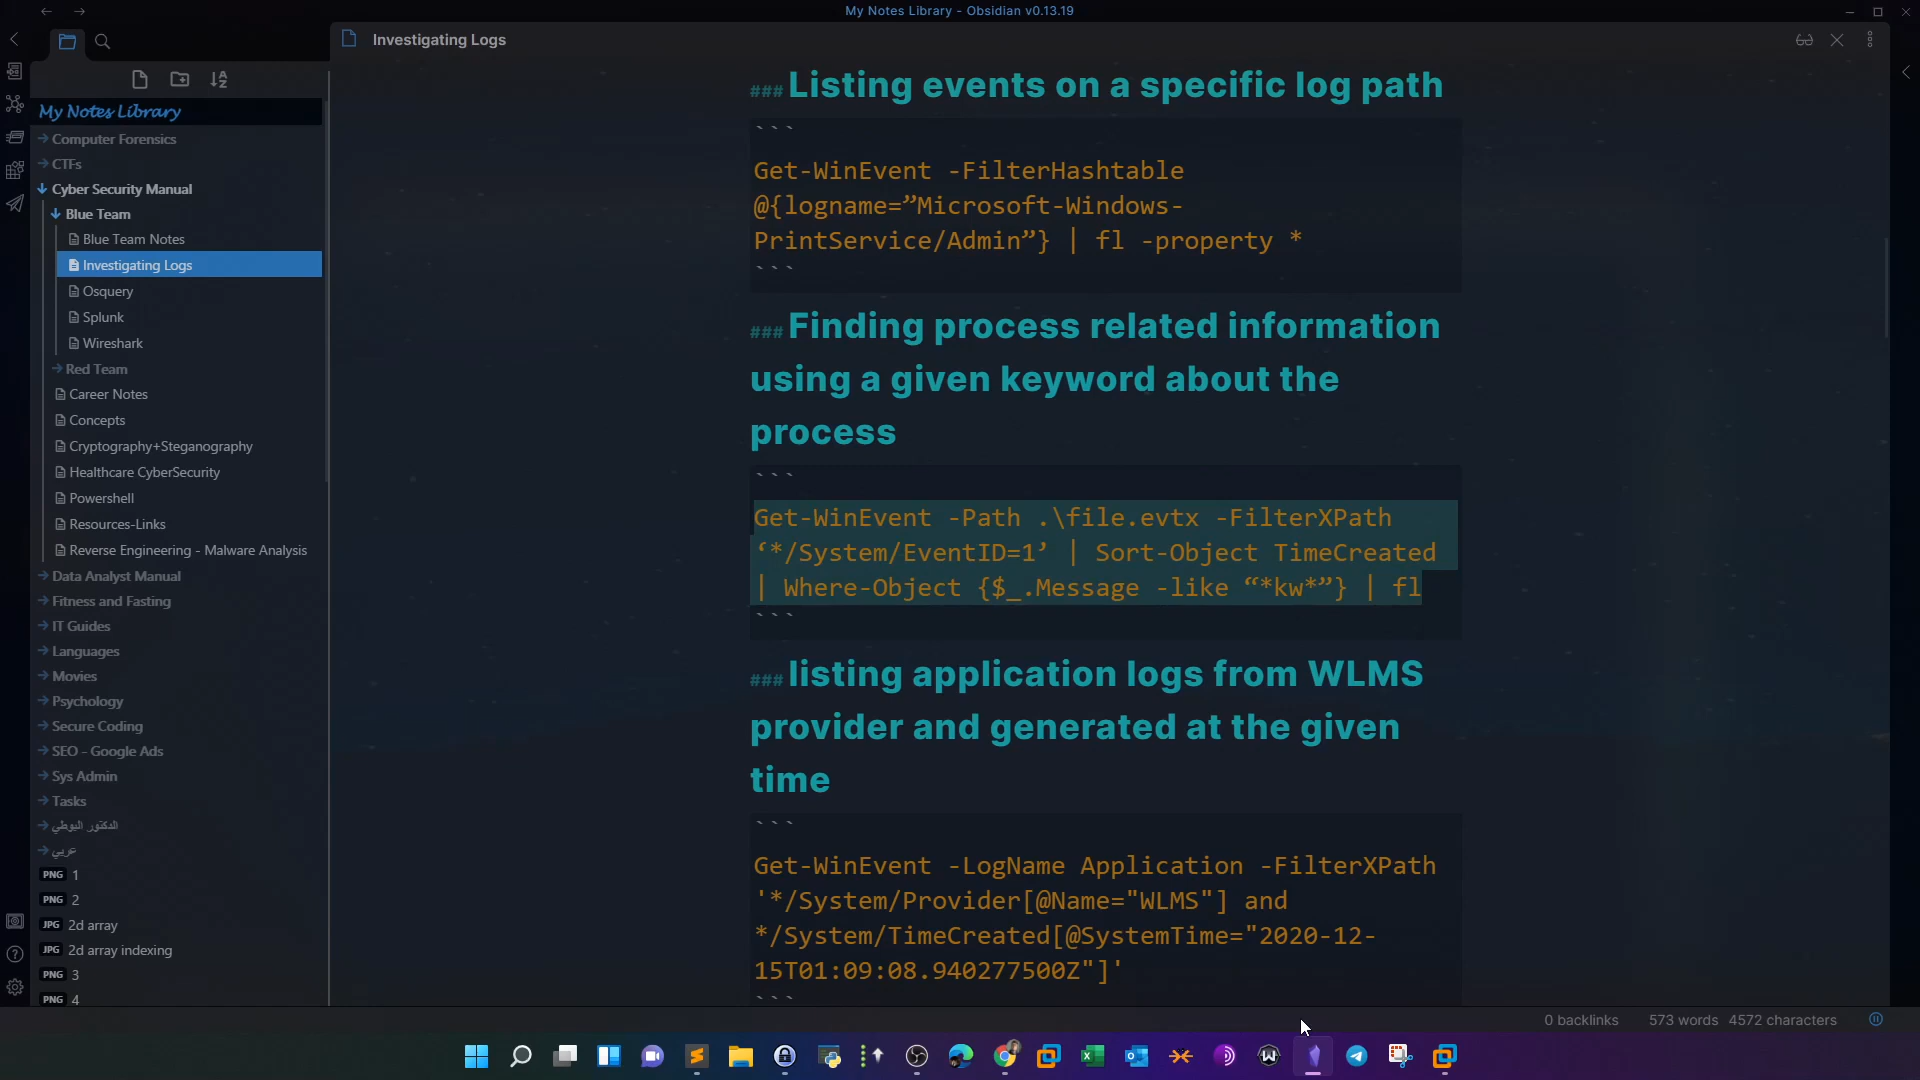 My Notes Library - Obsidian v0.13.19
Investigating Logs
My Notes Library
Computer Forensics
CTFs
Cyber Security Manual
Blue Team
Blue Team Notes
Investigating Logs
Osquery
Splunk
Wireshark
Red Team
Career Notes
Concepts
Cryptography+Steganography
Healthcare CyberSecurity
Powershell
Resources-Links
Reverse Engineering - Malware Analysis
Data Analyst Manual
Fitness and Fasting
IT Guides
Languages
Movies
Psychology
Secure Coding
SEO - Google Ads
Sys Admin
Tasks
الدكتور البوطي
عربي
PNG 1
PNG 2
JPG 2d array
JPG 2d array indexing
PNG 3
PNG 4
### Listing events on a specific log path
```
Get-WinEvent -FilterHashtable
@{logname=”Microsoft-Windows-
PrintService/Admin”} | fl -property *
```
### Finding process related information
using a given keyword about the
process
```
Get-WinEvent -Path .\file.evtx -FilterXPath
‘*/System/EventID=1’ | Sort-Object TimeCreated
| Where-Object {$_.Message -like “*kw*”} | fl
```
### listing application logs from WLMS
provider and generated at the given
time
```
Get-WinEvent -LogName Application -FilterXPath
'*/System/Provider[@Name="WLMS"] and
*/System/TimeCreated[@SystemTime="2020-12-
15T01:09:08.940277500Z"]'
```
0 backlinks 573 words 4572 characters